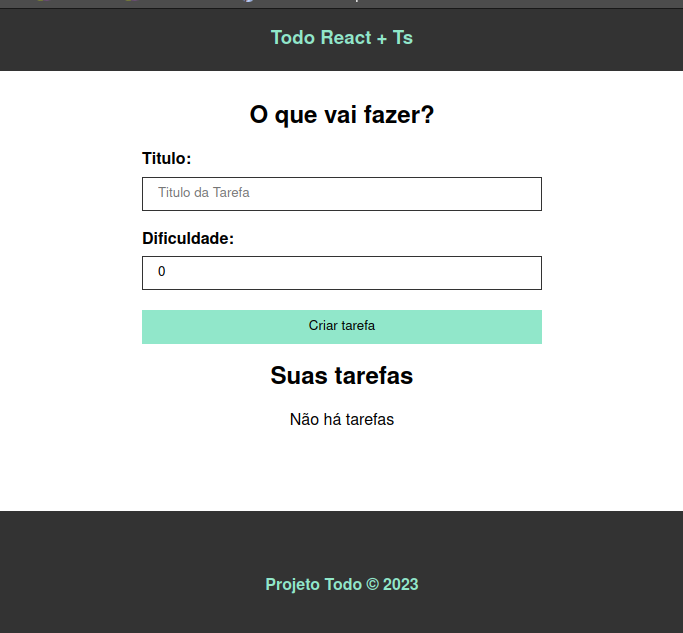 Todo React + Ts
O que vai fazer?
Titulo:
Titulo da Tarefa
Dificuldade:
0
Criar tarefa
Suas tarefas
Não há tarefas
Projeto Todo © 2023